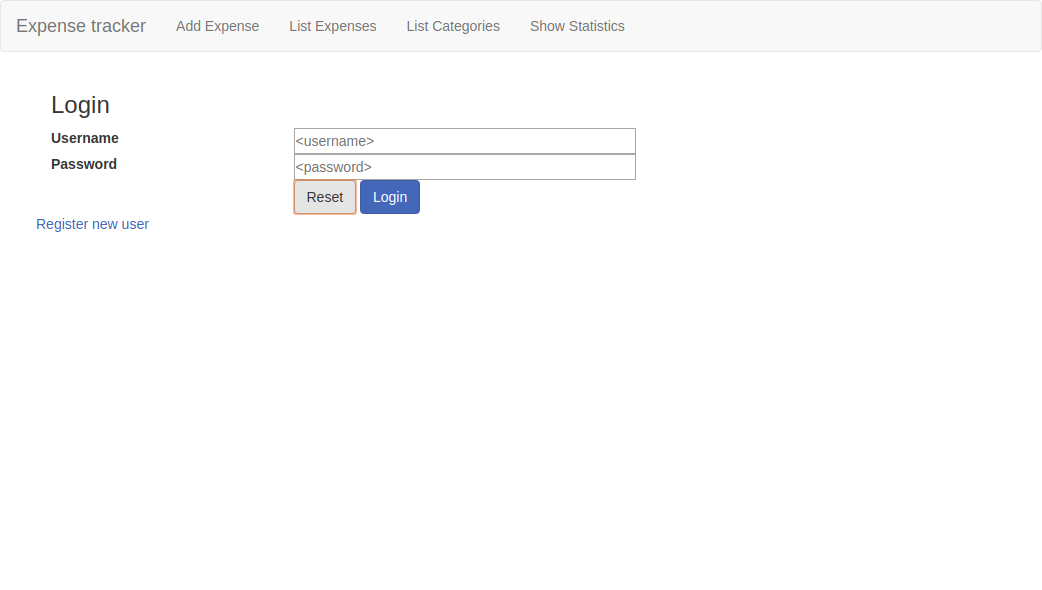 Expense tracker Add Expense List Expenses List Categories Show Statistics
Login
Username <username>
Password <password>
Reset Login
Register new user